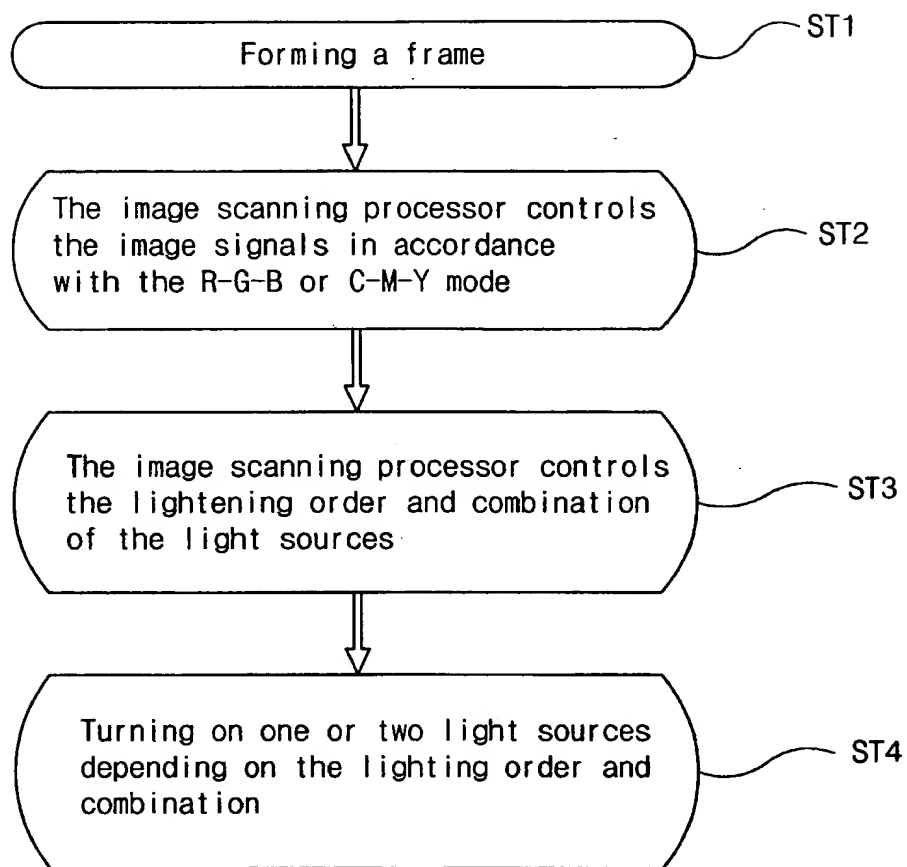 Forming a frame
ST1
The image scanning processor controls
the image signals in accordance
with the R-G-B or C-M-Y mode
ST2
The image scanning processor controls
the lightening order and combination
of the light sources
ST3
Turning on one or two light sources
depending on the lighting order and
combination
ST4